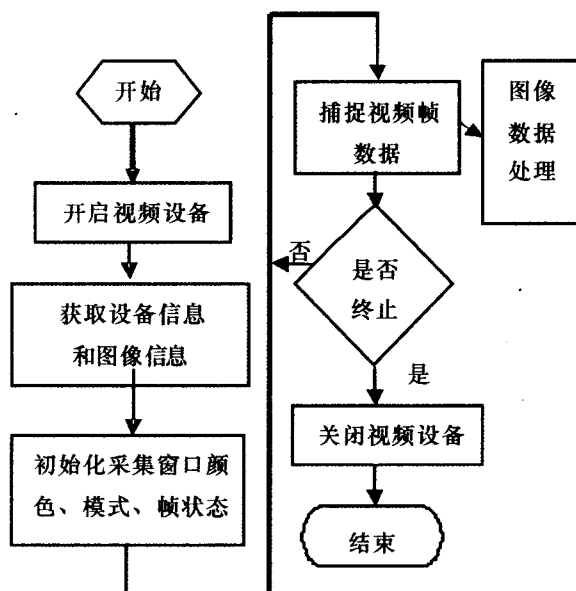 开始
开启视频设备
获取设备信息
和图像信息
初始化采集窗口颜
色、模式、帧状态
捕捉视频帧
数据
图像
数据
处理
否
是否
终止
是
关闭视频设备
结束